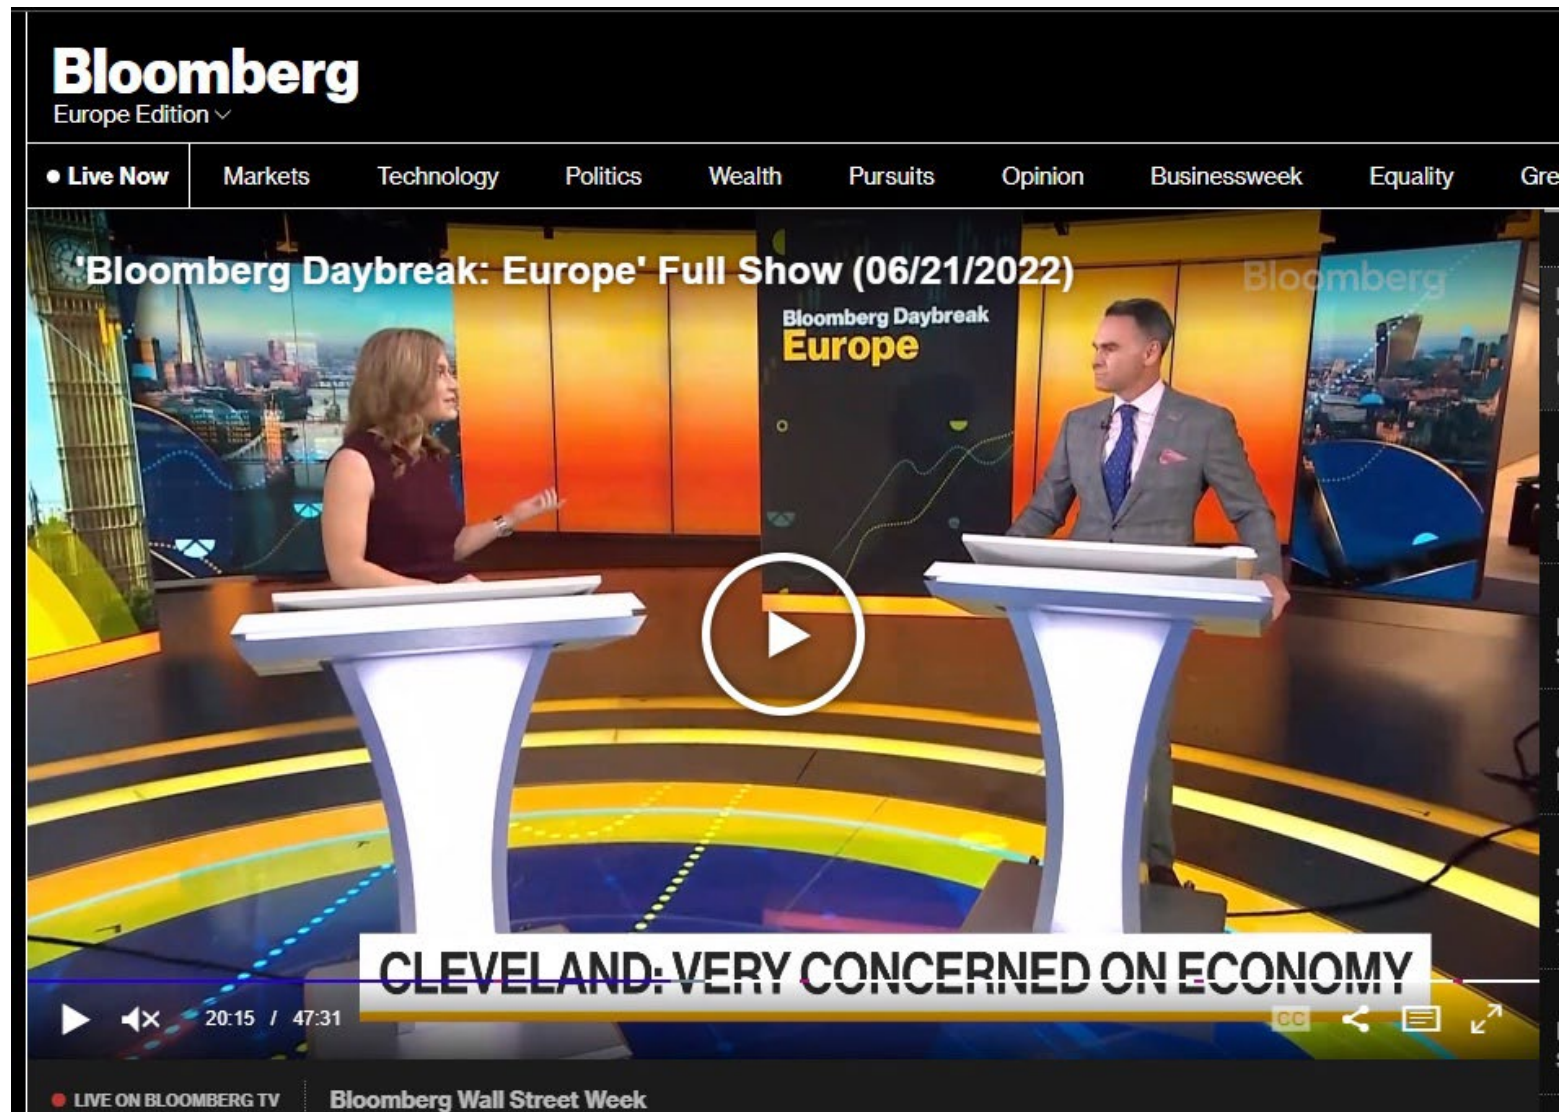 Bloomberg
Europe Edition
Live Now Markets Technology Politics Wealth Pursuits Opinion Businessweek Equality Gre
'Bloomberg Daybreak: Europe' Full Show (06/21/2022)
Bloomberg
Bloomberg Daybreak
Europe
CLEVELAND: VERY CONCERNED ON ECONOMY
20:15 / 47:31
CC
LIVE ON BLOOMBERG TV Bloomberg Wall Street Week